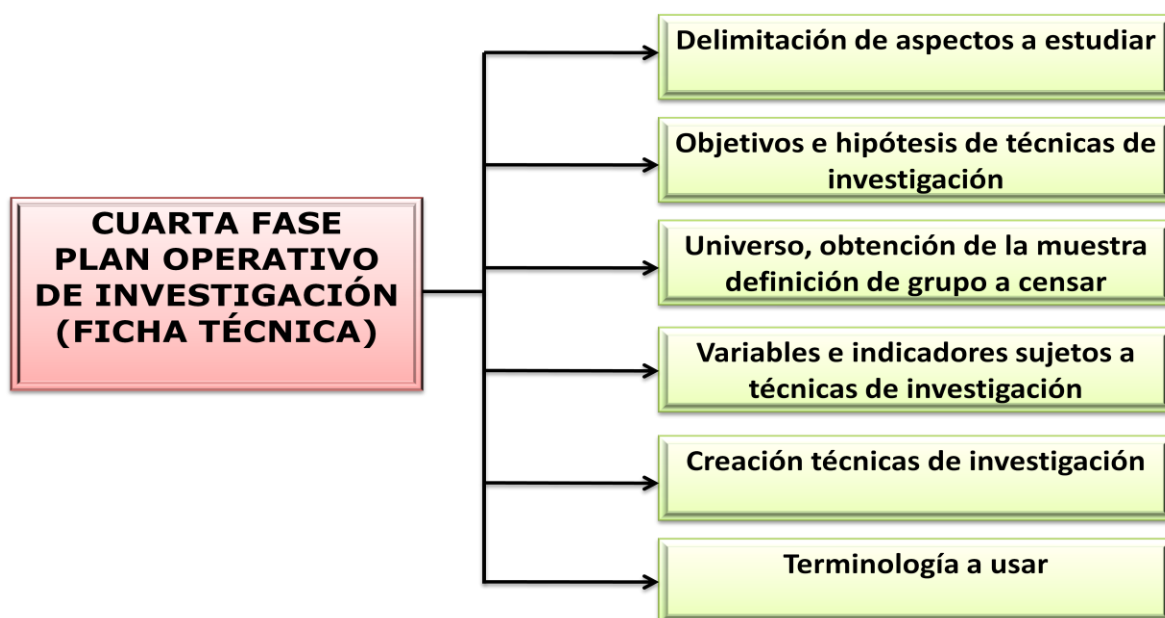 CUARTA FASE
PLAN OPERATIVO
DE INVESTIGACIÓN
(FICHA TÉCNICA)
Delimitación de aspectos a estudiar
Objetivos e hipótesis de técnicas de
investigación
Universo, obtención de la muestra
definición de grupo a censar
Variables e indicadores sujetos a
técnicas de investigación
Creación técnicas de investigación
Terminología a usar